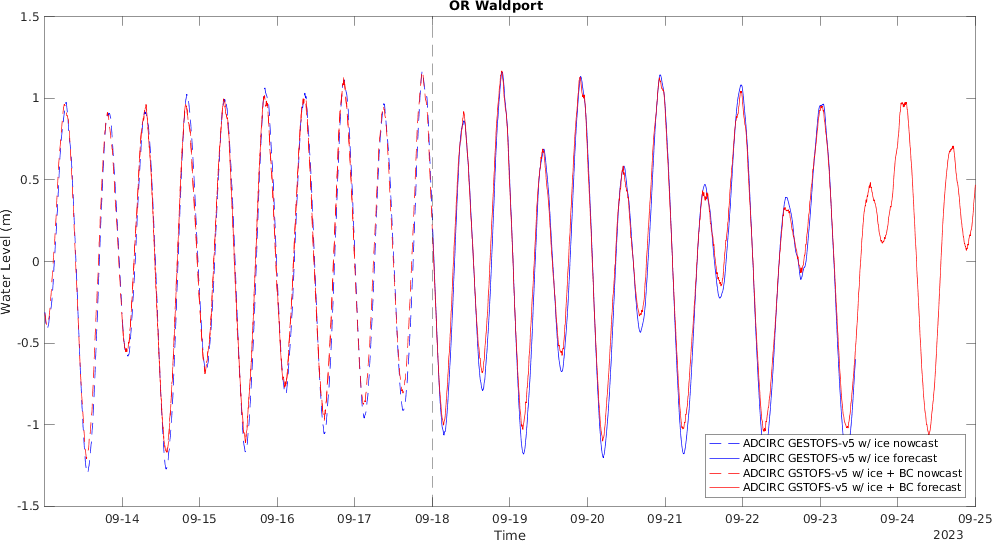 OR Waldport
1.5
1
0.5
0
-0.5
-1
-1.5
Water Level (m)
09-14
09-15
09-16
09-17
09-18
09-19
09-20
09-21
09-22
09-23
09-24
09-25
Time
2023
ADCIRC GESTOFS-v5 w/ ice nowcast
ADCIRC GESTOFS-v5 w/ ice forecast
ADCIRC GSTOFS-v5 w/ ice + BC nowcast
ADCIRC GSTOFS-v5 w/ ice + BC forecast